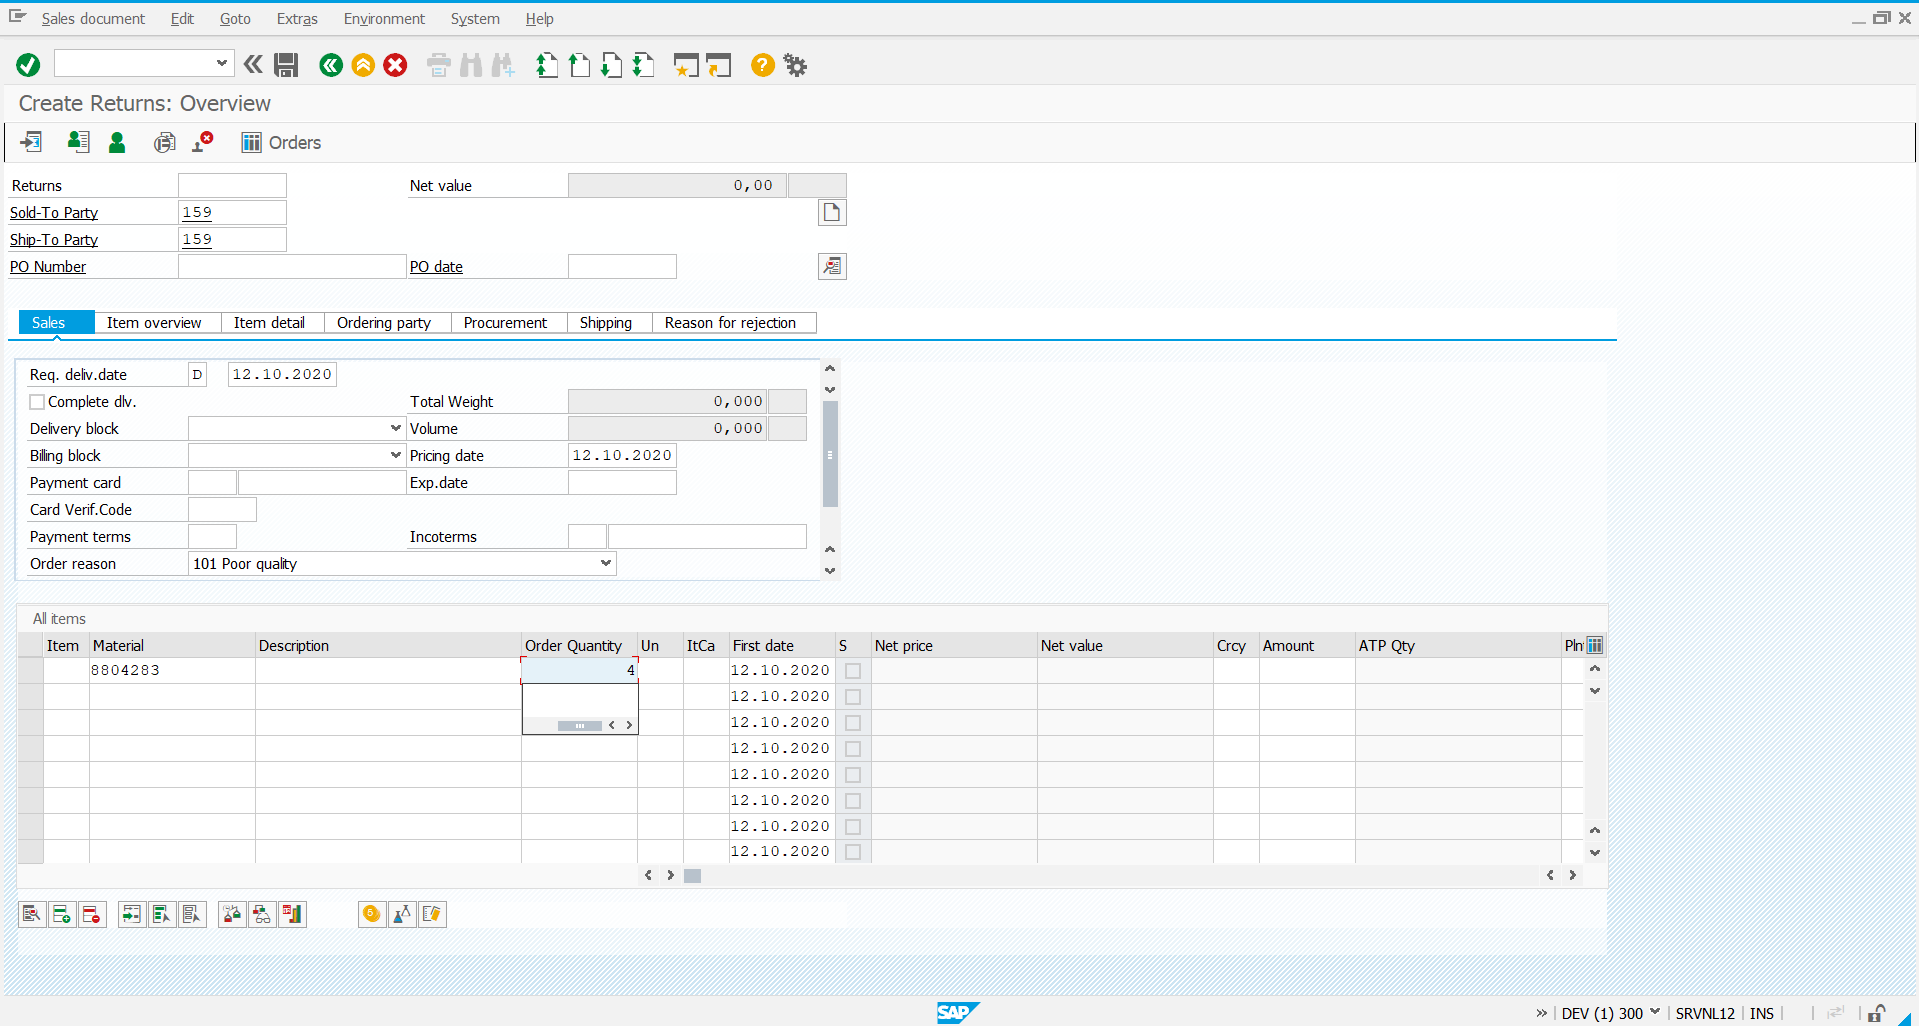 Sales document Edit Goto Extras Environment System Help
Create Returns: Overview
Orders
Returns Net value 0,00
Sold-To Party 159
Ship-To Party 159
PO Number PO date
Sales Item overview Item detail Ordering party Procurement Shipping Reason for rejection
Req. deliv.date D 12.10.2020
Complete dlv. Total Weight 0,000
Delivery block Volume 0,000
Billing block Pricing date 12.10.2020
Payment card Exp.date
Card Verif.Code
Payment terms Incoterms
Order reason 101 Poor quality
All items
Item Material Description Order Quantity Un ItCa First date S Net price Net value Crcy Amount ATP Qty Pln
8804283 4 12.10.2020
12.10.2020
12.10.2020
12.10.2020
12.10.2020
12.10.2020
12.10.2020
12.10.2020
SAP DEV (1) 300 SRVNL12 INS